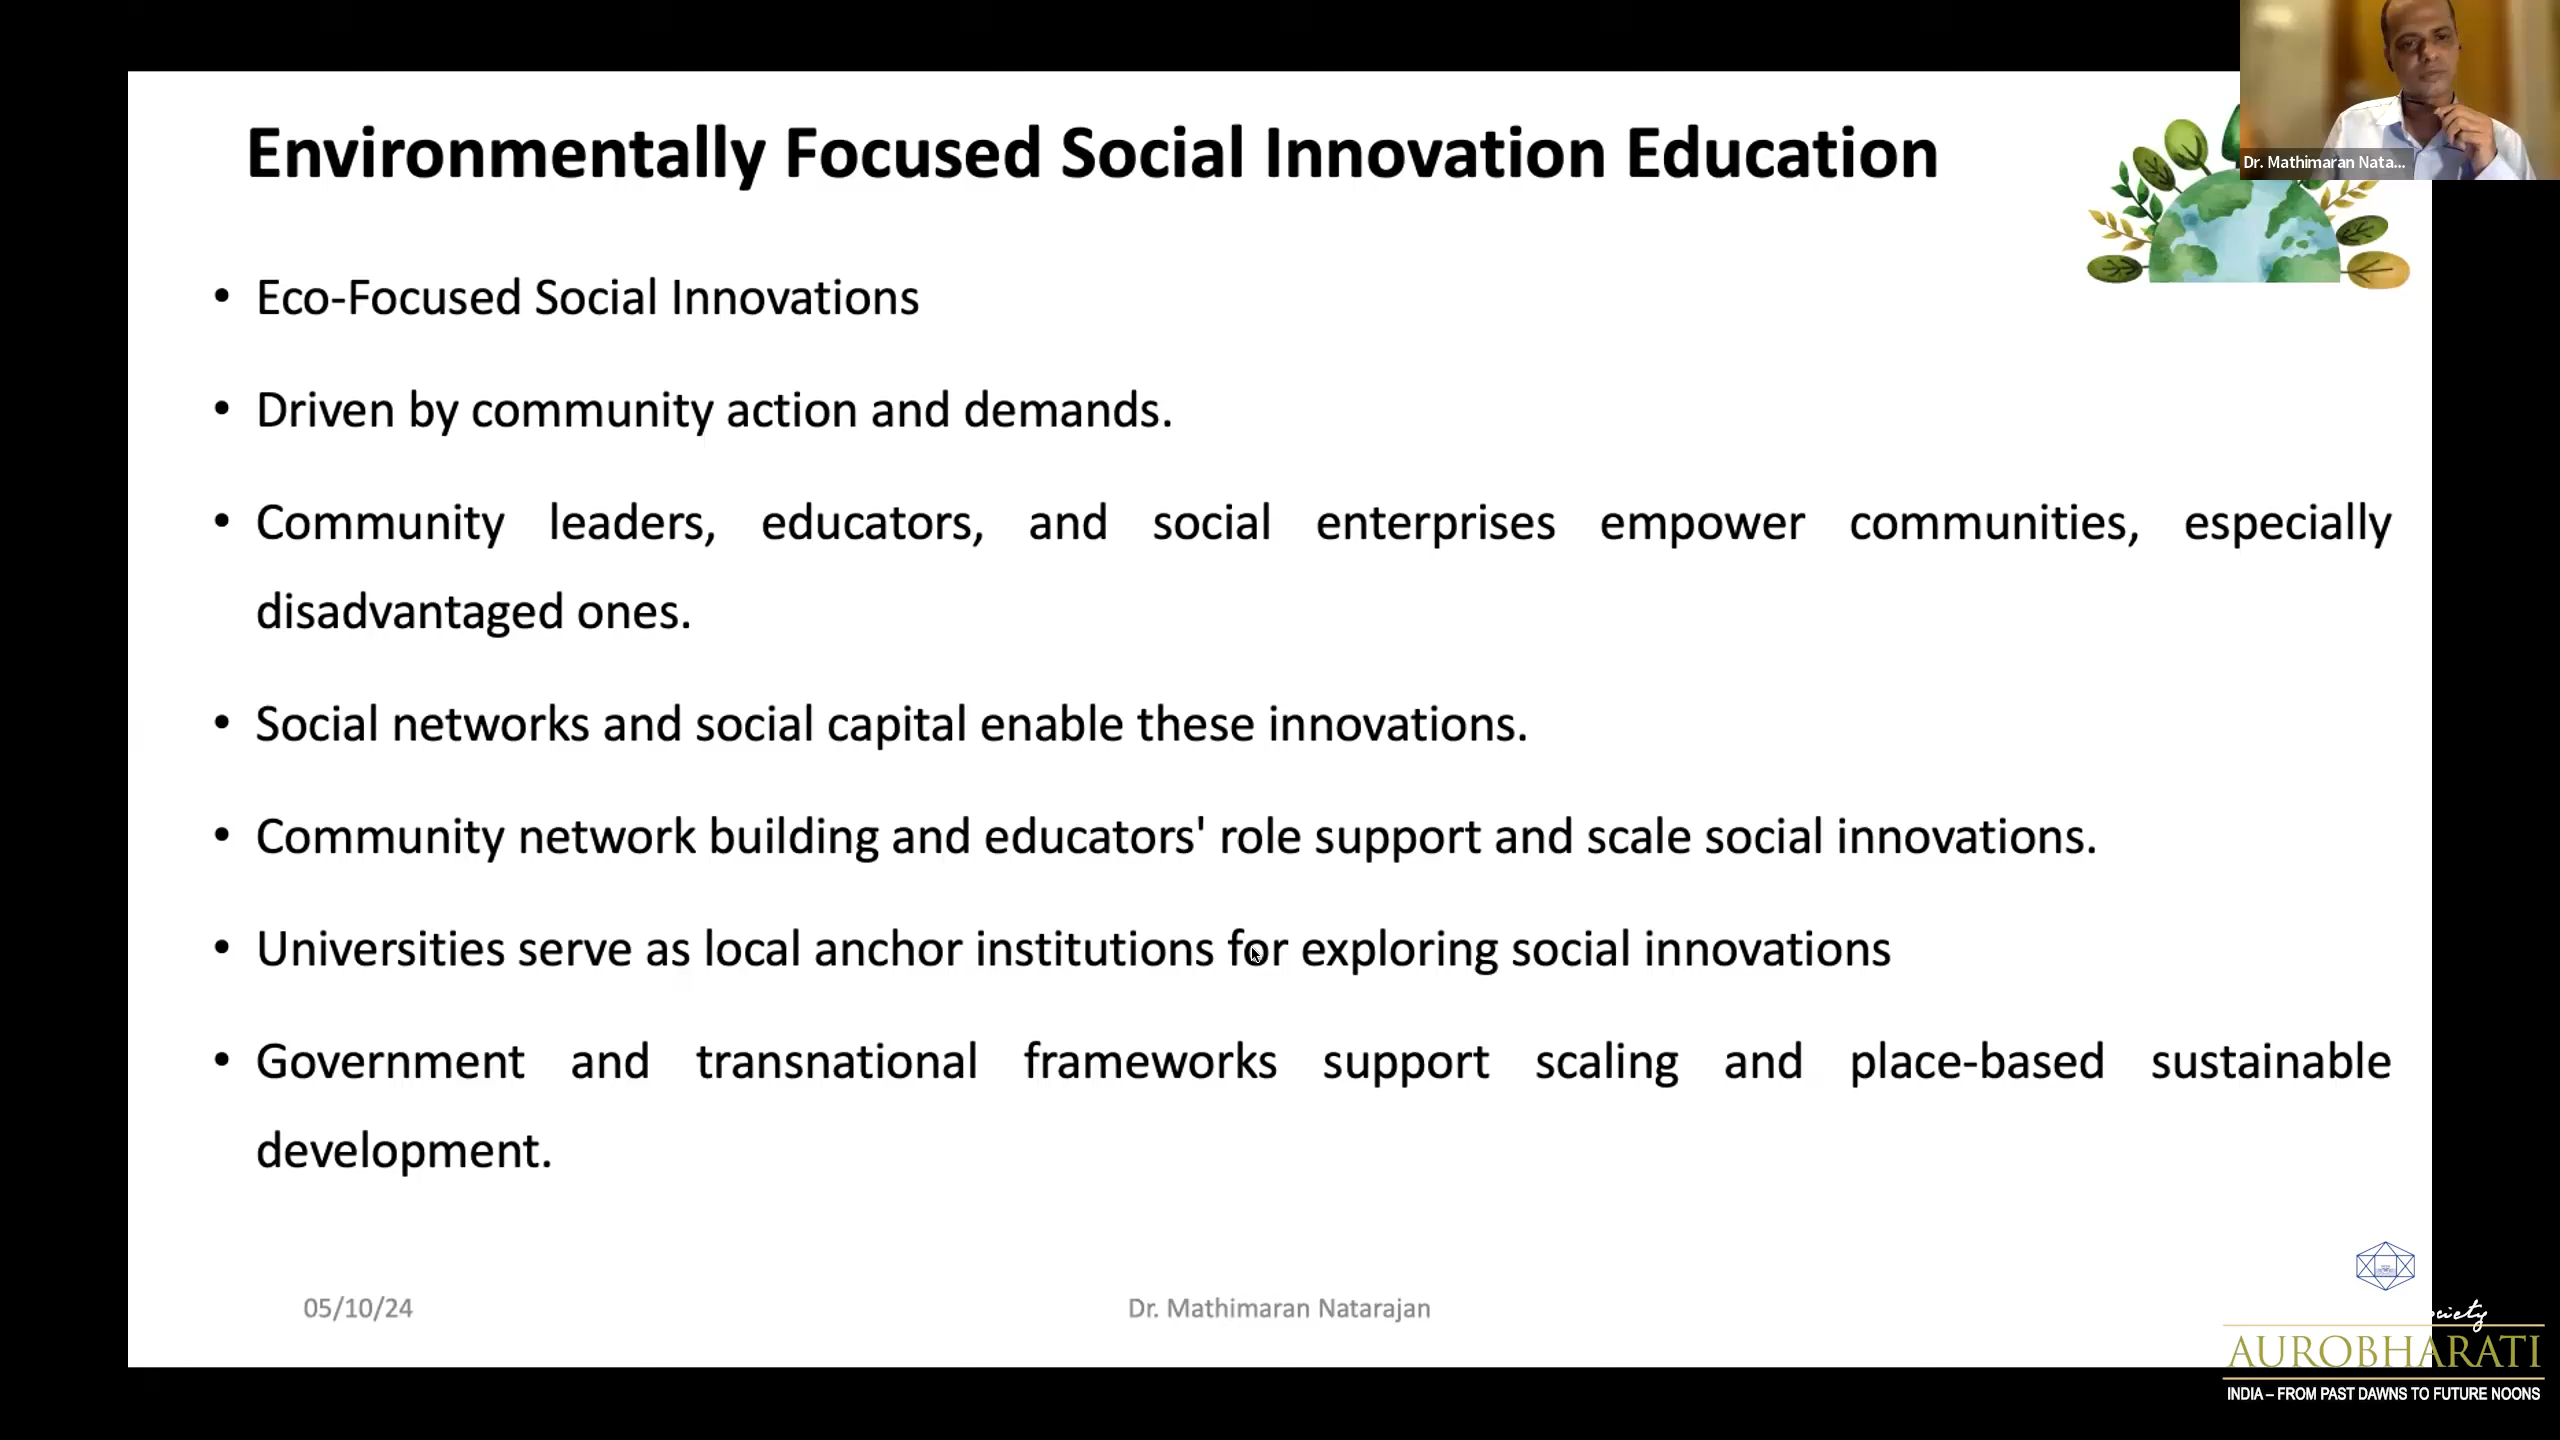 Environmentally Focused Social Innovation Education
Dr. Mathimaran Nata...
• Eco-Focused Social Innovations
• Driven by community action and demands.
• Community leaders, educators, and social enterprises empower communities, especially
disadvantaged ones.
• Social networks and social capital enable these innovations.
• Community network building and educators' role support and scale social innovations.
• Universities serve as local anchor institutions for exploring social innovations
• Government and transnational frameworks support scaling and place-based sustainable
development.
05/10/24
Dr. Mathimaran Natarajan
AUROBHARATI
INDIA – FROM PAST DAWNS TO FUTURE NOONS